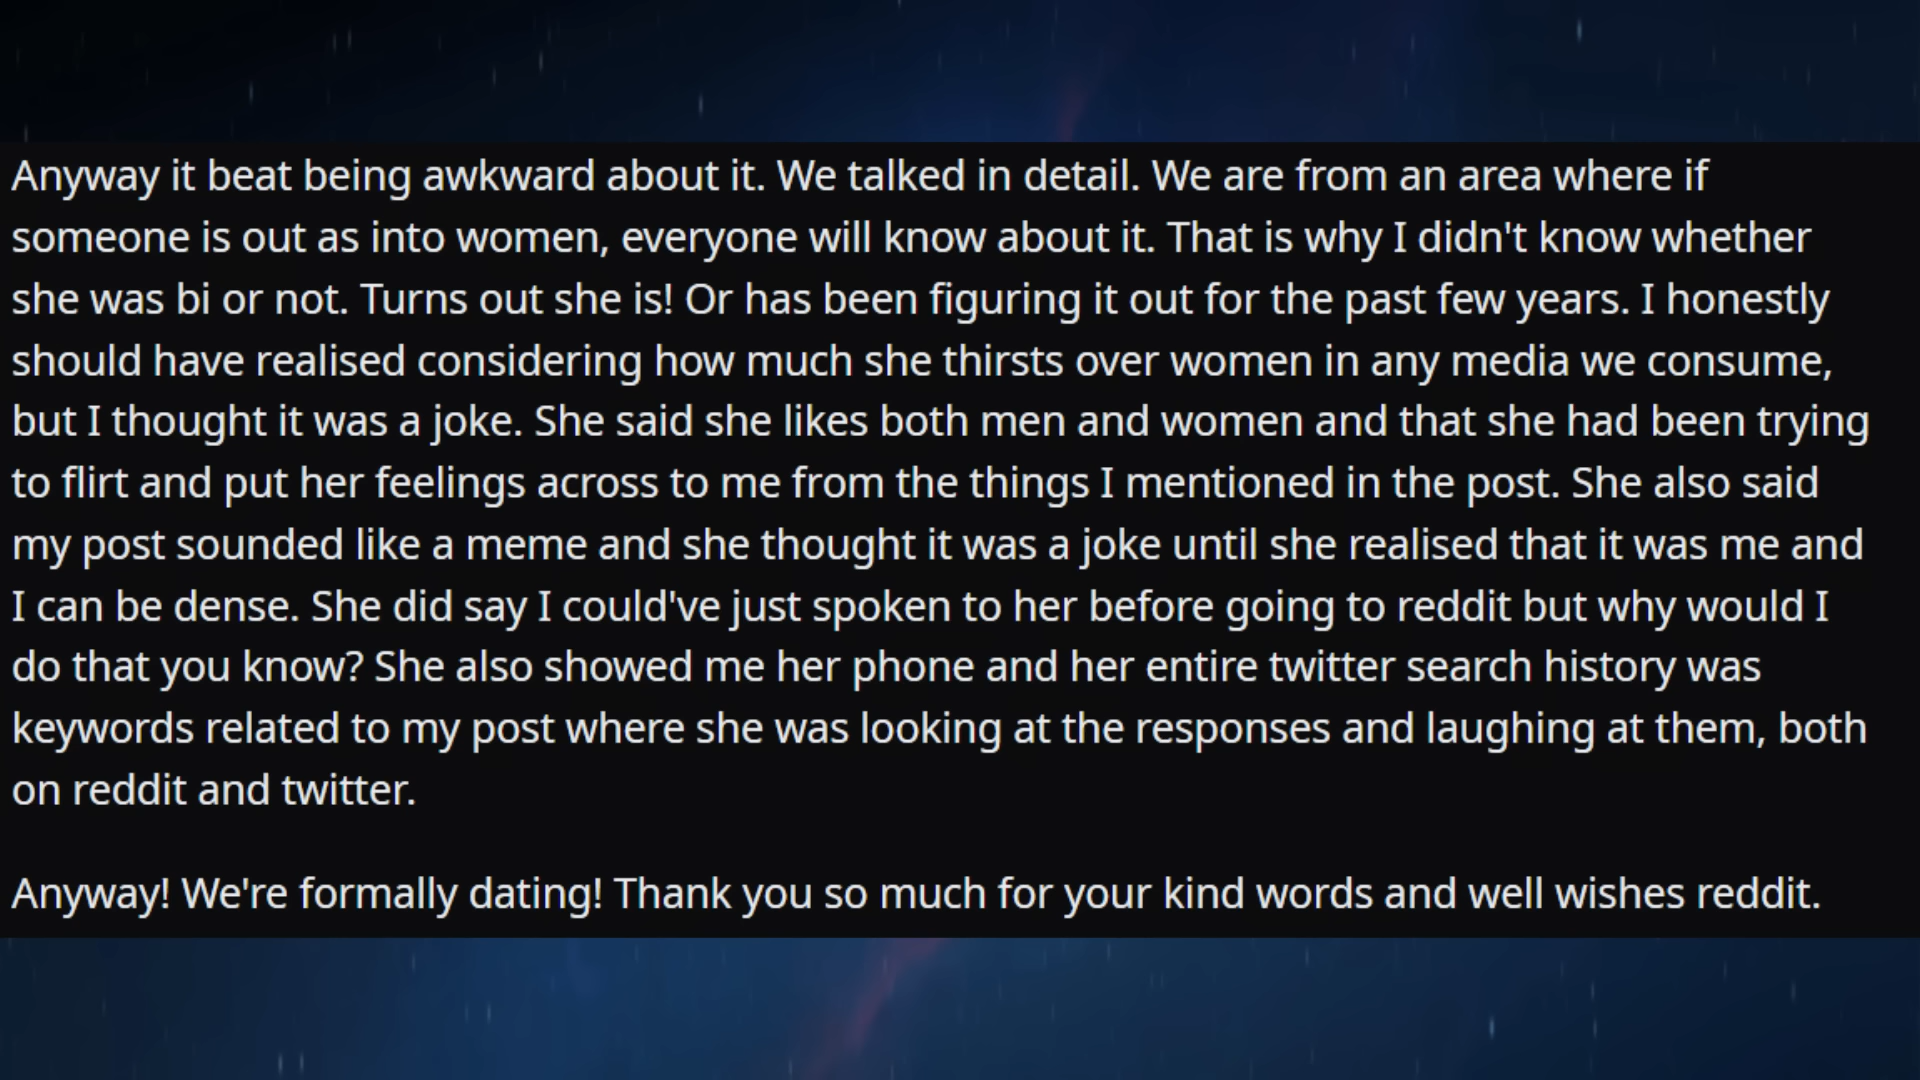 Anyway it beat being awkward about it. We talked in detail. We are from an area where if
someone is out as into women, everyone will know about it. That is why I didn't know whether
she was bi or not. Turns out she is! Or has been figuring it out for the past few years. I honestly
should have realised considering how much she thirsts over women in any media we consume,
but I thought it was a joke. She said she likes both men and women and that she had been trying
to flirt and put her feelings across to me from the things I mentioned in the post. She also said
my post sounded like a meme and she thought it was a joke until she realised that it was me and
I can be dense. She did say I could've just spoken to her before going to reddit but why would I
do that you know? She also showed me her phone and her entire twitter search history was
keywords related to my post where she was looking at the responses and laughing at them, both
on reddit and twitter.
Anyway! We're formally dating! Thank you so much for your kind words and well wishes reddit.